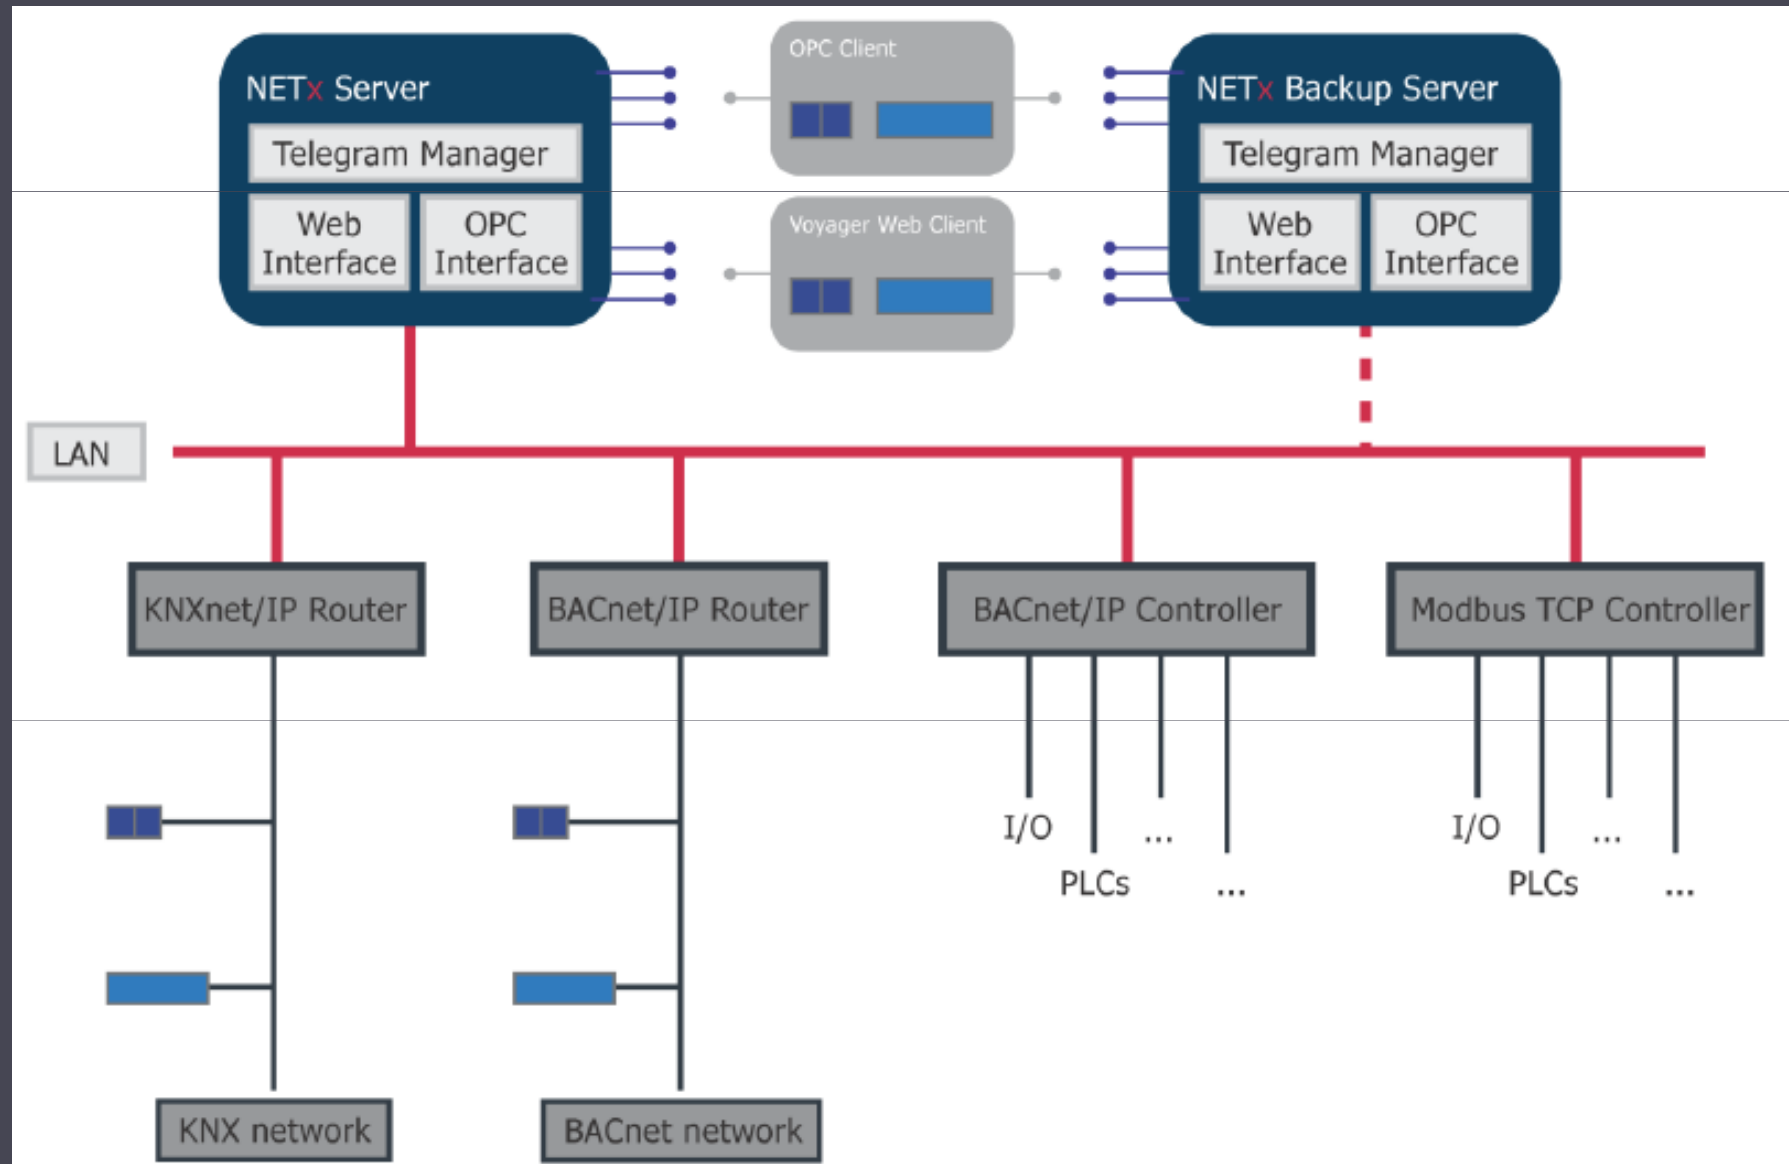 NETx Server
Telegram Manager
Web
Interface
OPC
Interface
OPC Client
Voyager Web Client
NETx Backup Server
Telegram Manager
Web
Interface
OPC
Interface
LAN
KNXnet/IP Router
BACnet/IP Router
BACnet/IP Controller
Modbus TCP Controller
I/O
...
PLCs
...
I/O
...
PLCs
...
KNX network
BACnet network